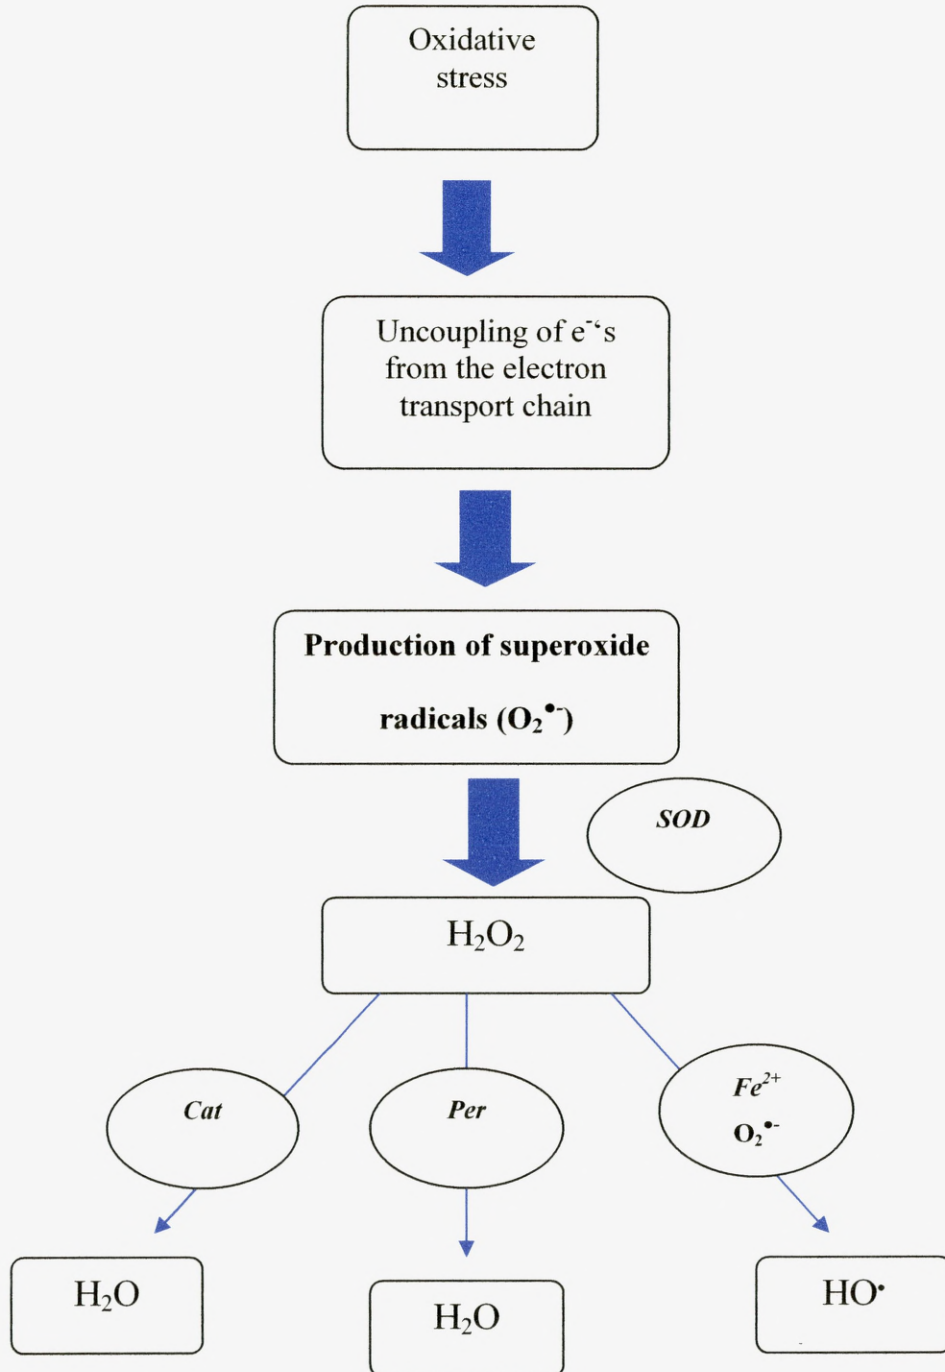 Oxidative
stress
Uncoupling of e⁻‘s
from the electron
transport chain
Production of superoxide
radicals (O₂•⁻)
SOD
H₂O₂
Cat
Per
Fe²⁺
O₂•⁻
H₂O
H₂O
HO•